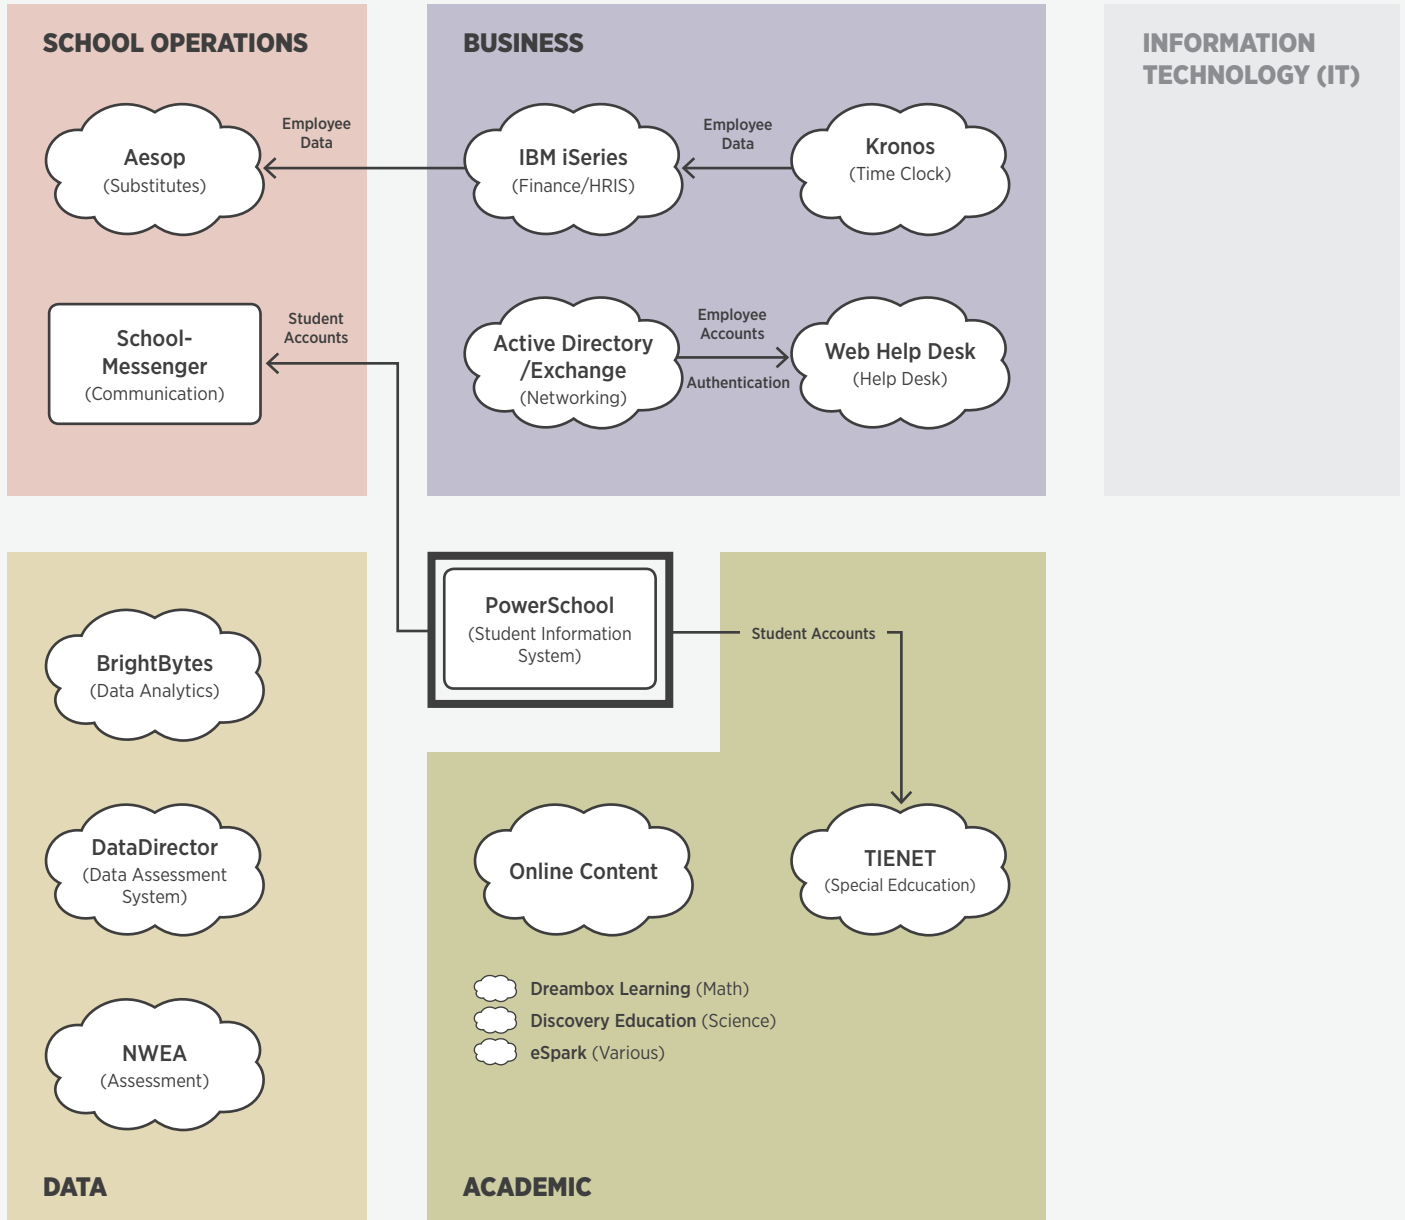 SCHOOL OPERATIONS
Employee
Data
Aesop
(Substitutes)
School-
Messenger
(Communication)
Student
Accounts
BUSINESS
IBM iSeries
(Finance/HRIS)
Employee
Data
Kronos
(Time Clock)
Active Directory
/Exchange
(Networking)
Employee
Accounts
Authentication
Web Help Desk
(Help Desk)
INFORMATION
TECHNOLOGY (IT)
PowerSchool
(Student Information
System)
Student Accounts
BrightBytes
(Data Analytics)
DataDirector
(Data Assessment
System)
NWEA
(Assessment)
DATA
Online Content
TIENET
(Special Edcucation)
Dreambox Learning (Math)
Discovery Education (Science)
eSpark (Various)
ACADEMIC